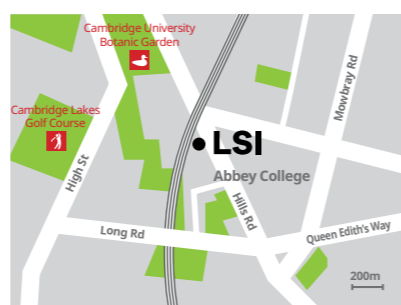 Cambridge University
Botanic Garden
Mowbray Rd
Cambridge Lakes
Golf Course
LSI
High St
Abbey College
Hills Rd
Long Rd
Queen Edith's Way
200m